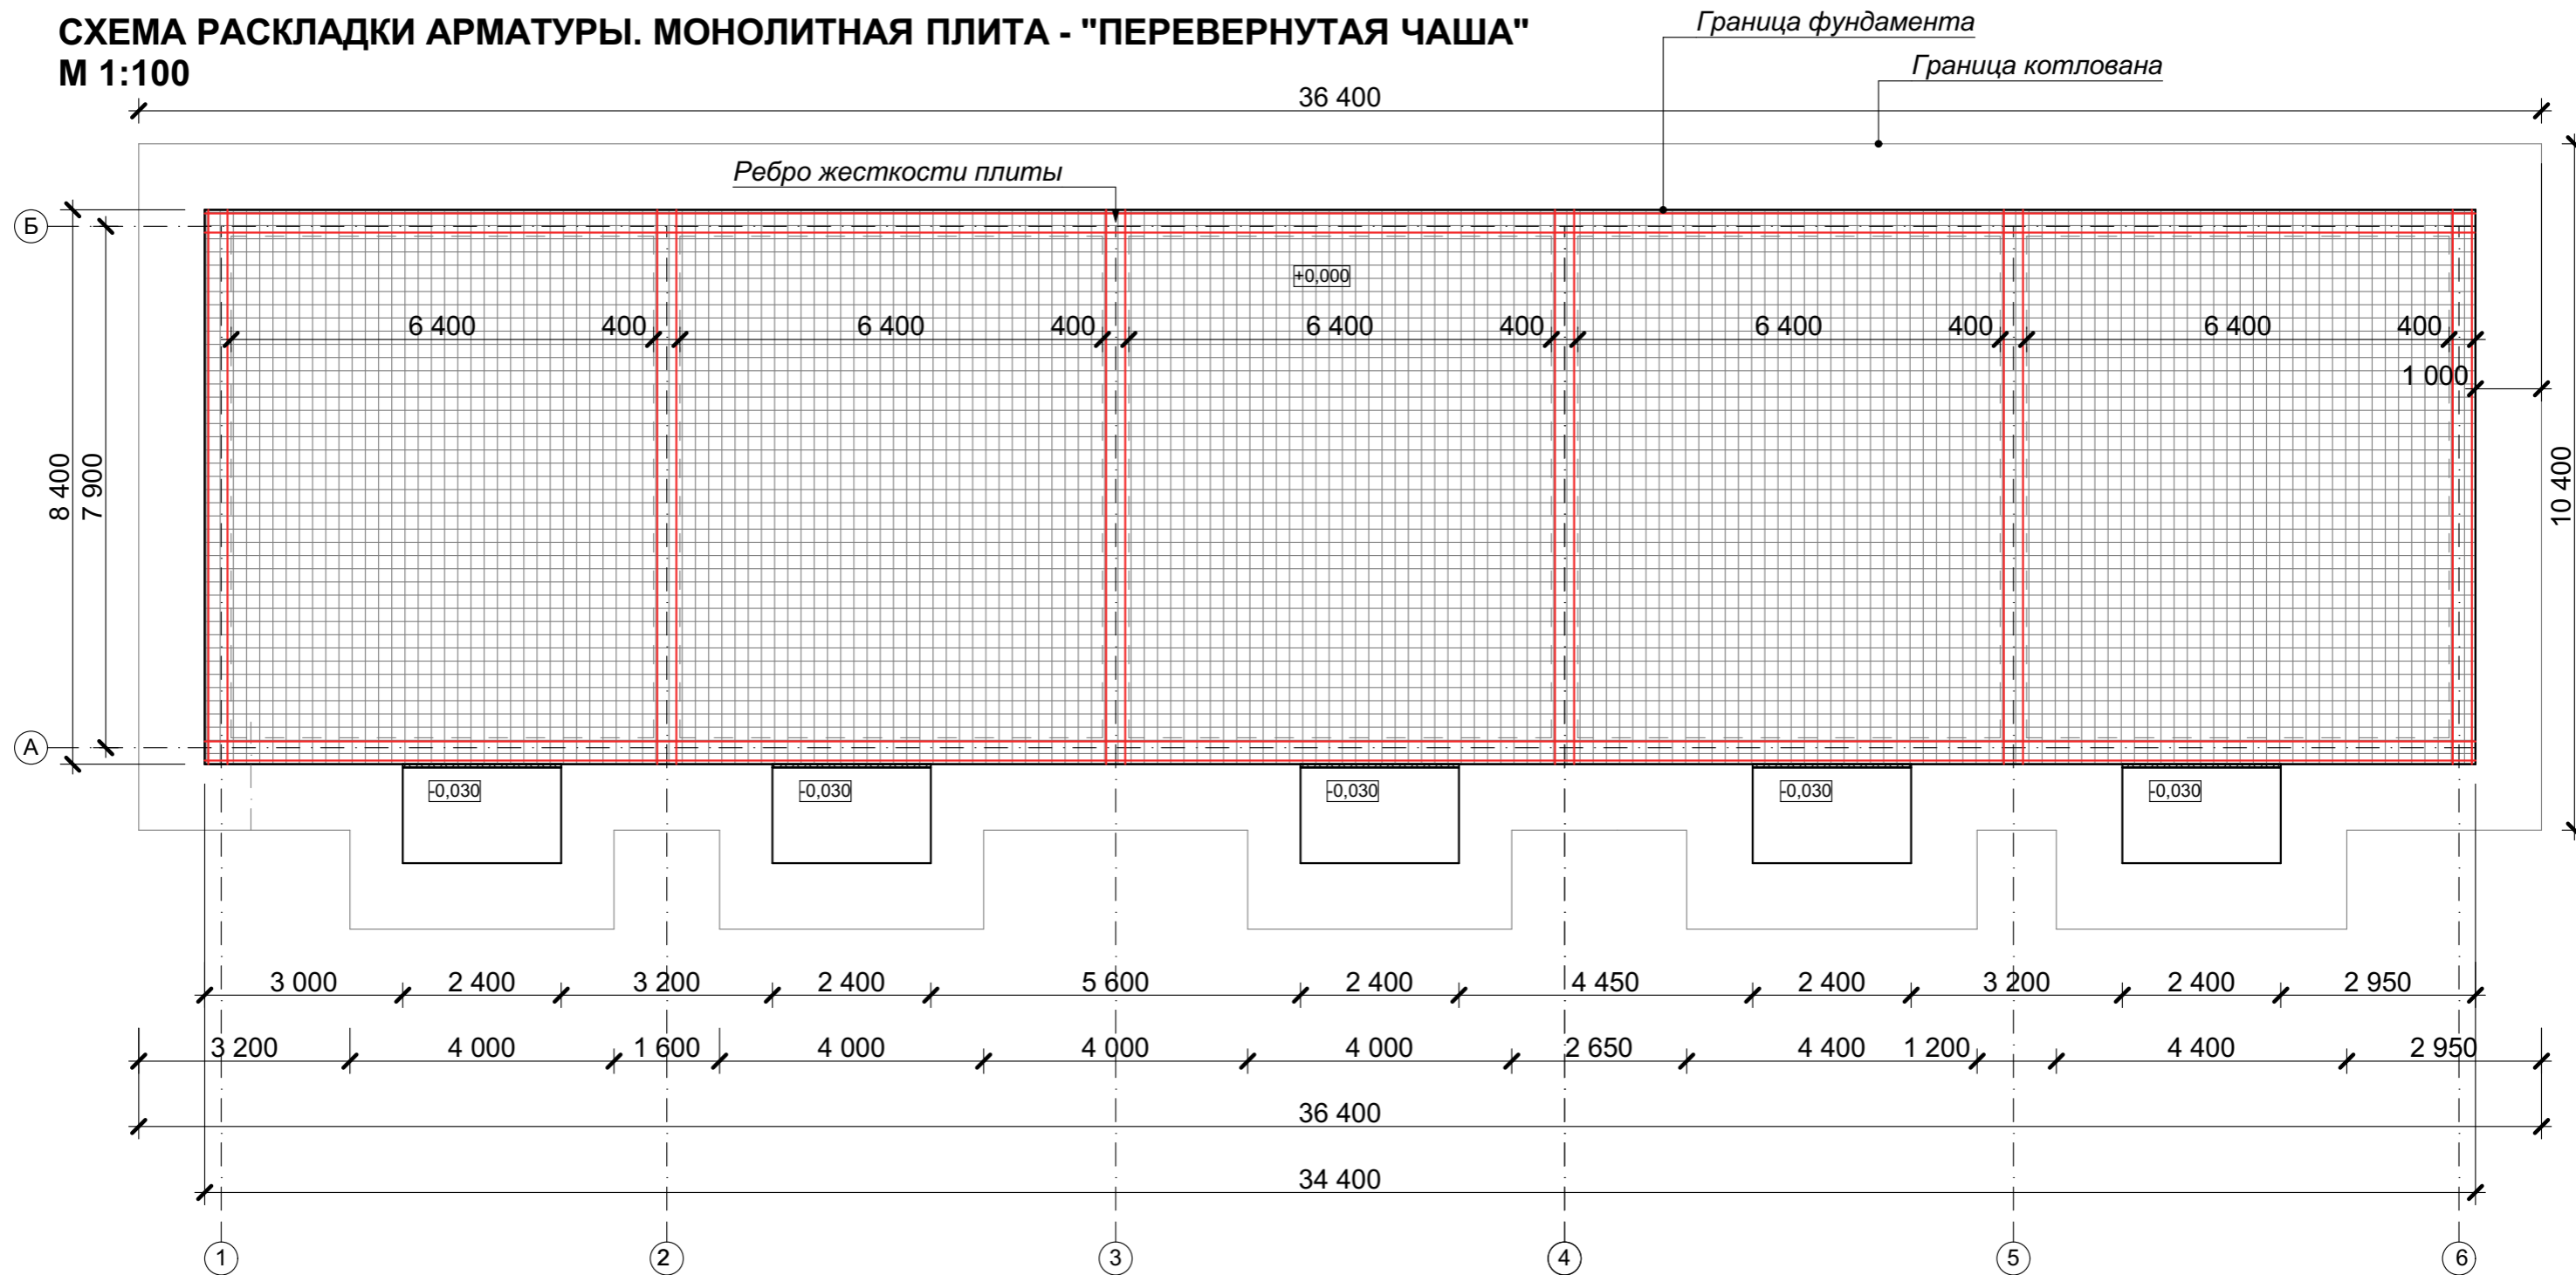 СХЕМА РАСКЛАДКИ АРМАТУРЫ. МОНОЛИТНАЯ ПЛИТА - "ПЕРЕВЕРНУТАЯ ЧАША"
М 1:100
Граница фундамента
Граница котлована
36 400
Ребро жесткости плиты
Б
+0,000
6 400 400 6 400 400 6 400 400 6 400 400 6 400 400
1 000
8 400
7 900
10 400
А
-0,030 -0,030 -0,030 -0,030 -0,030
3 000 2 400 3 200 2 400 5 600 2 400 4 450 2 400 3 200 2 400 2 950
3 200 4 000 1 600 4 000 4 000 4 000 2 650 4 400 1 200 4 400 2 950
36 400
34 400
1 2 3 4 5 6